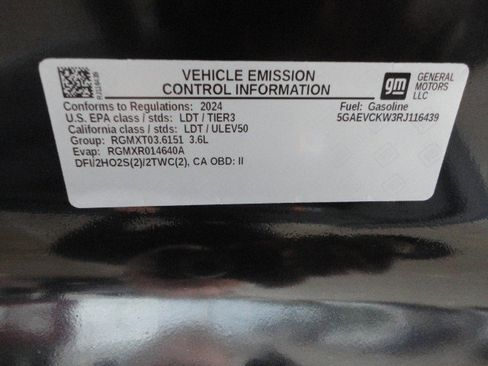 RJ116439
VEHICLE EMISSION
CONTROL INFORMATION
gm
GENERAL
MOTORS
LLC
Conforms to Regulations: 2024
Fuel: Gasoline
U.S. EPA class / stds: LDT / TIER3
5GAEVCKW3RJ116439
California class / stds: LDT / ULEV50
Group: RGMXT03.6151 3.6L
Evap: RGMXR014640A
DFI/2HO2S(2)/2TWC(2), CA OBD: II